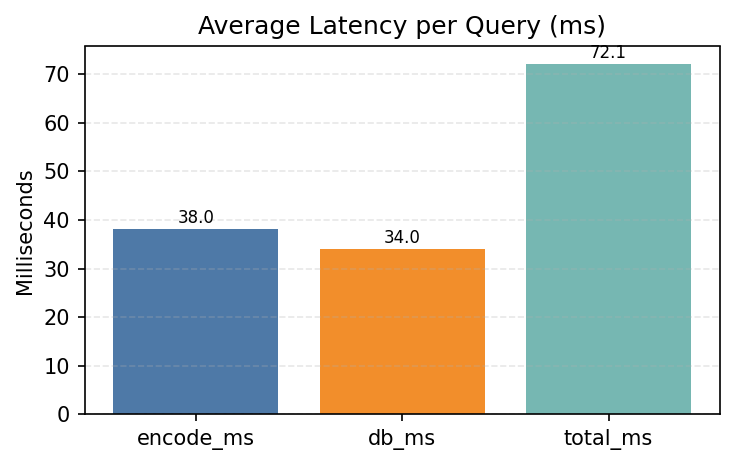 Average Latency per Query (ms)
72.1
70
60
50
40
30
20
10
0
Milliseconds
38.0
34.0
encode_ms
db_ms
total_ms